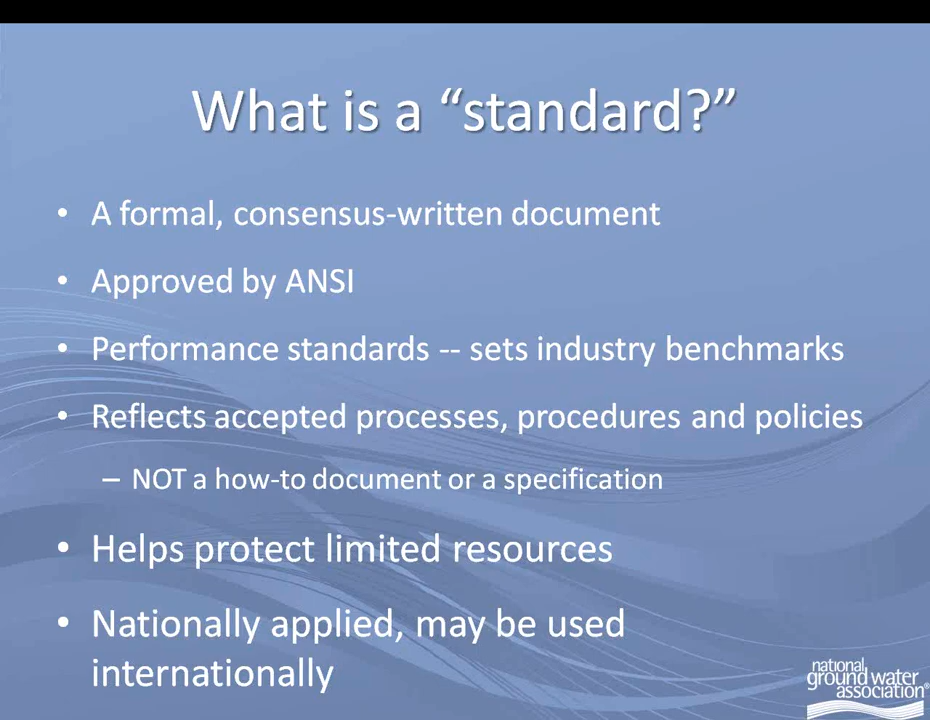 What is a “standard?”
• A formal, consensus-written document
• Approved by ANSI
• Performance standards -- sets industry benchmarks
• Reflects accepted processes, procedures and policies
– NOT a how-to document or a specification
• Helps protect limited resources
• Nationally applied, may be used
internationally
national
ground water
association®